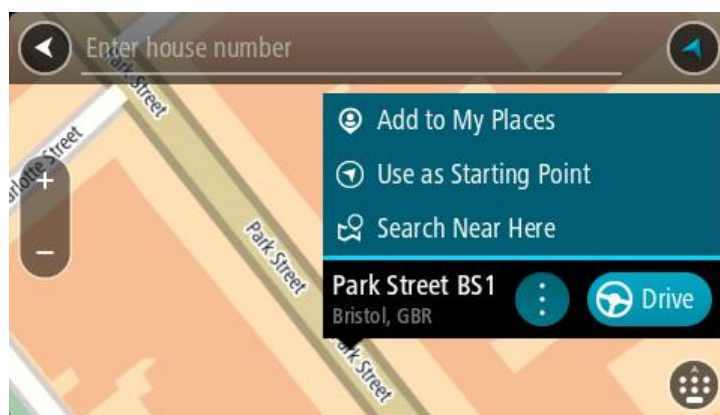 Enter house number
Park Street
Street
Add to My Places
Use as Starting Point
Search Near Here
Park Street
Park Street BS1
Bristol, GBR
Drive
Park Street